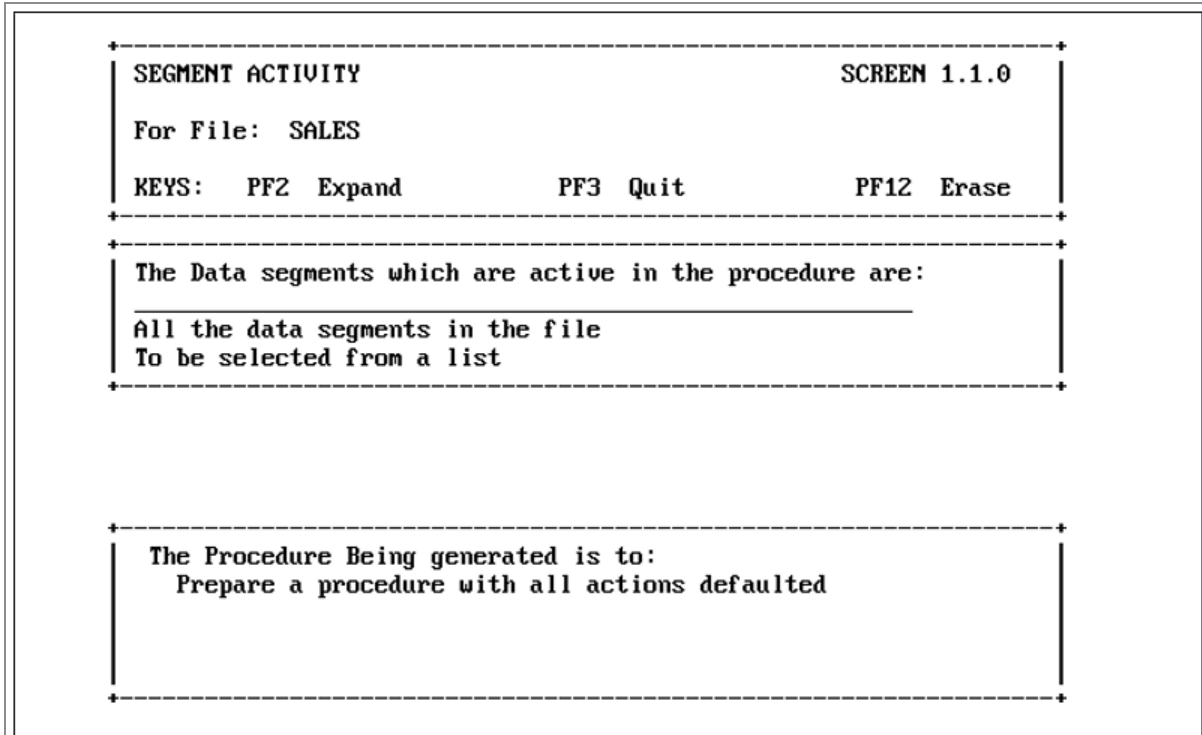 SEGMENT ACTIVITY SCREEN 1.1.0
For File: SALES
KEYS: PF2 Expand PF3 Quit PF12 Erase
The Data segments which are active in the procedure are:
All the data segments in the file
To be selected from a list
The Procedure Being generated is to:
Prepare a procedure with all actions defaulted